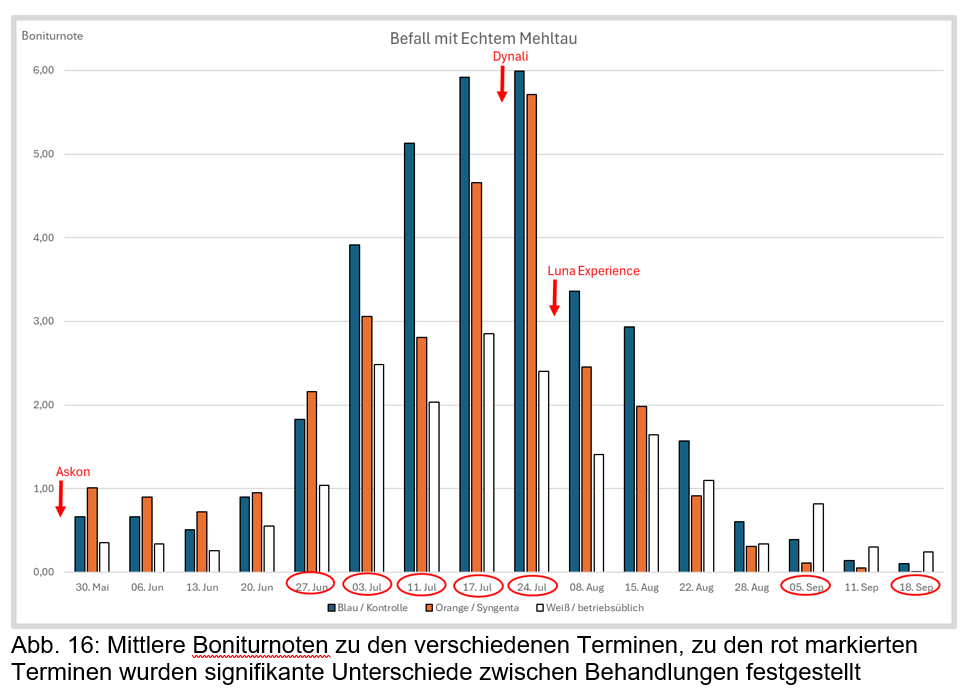 Boniturnote
Befall mit Echtem Mehltau
Dynali
6,00
5,00
4,00
3,00
2,00
1,00
0,00
Luna Experience
Askon
30. Mai 06. Jun 13. Jun 20. Jun 27. Jun 03. Jul 11. Jul 17. Jul 24. Jul 08. Aug 15. Aug 22. Aug 28. Aug 05. Sep 11. Sep 18. Sep
Blau / Kontrolle Orange / Syngenta Weiß / betriebsüblich
Abb. 16: Mittlere Boniturnoten zu den verschiedenen Terminen, zu den rot markierten
Terminen wurden signifikante Unterschiede zwischen Behandlungen festgestellt